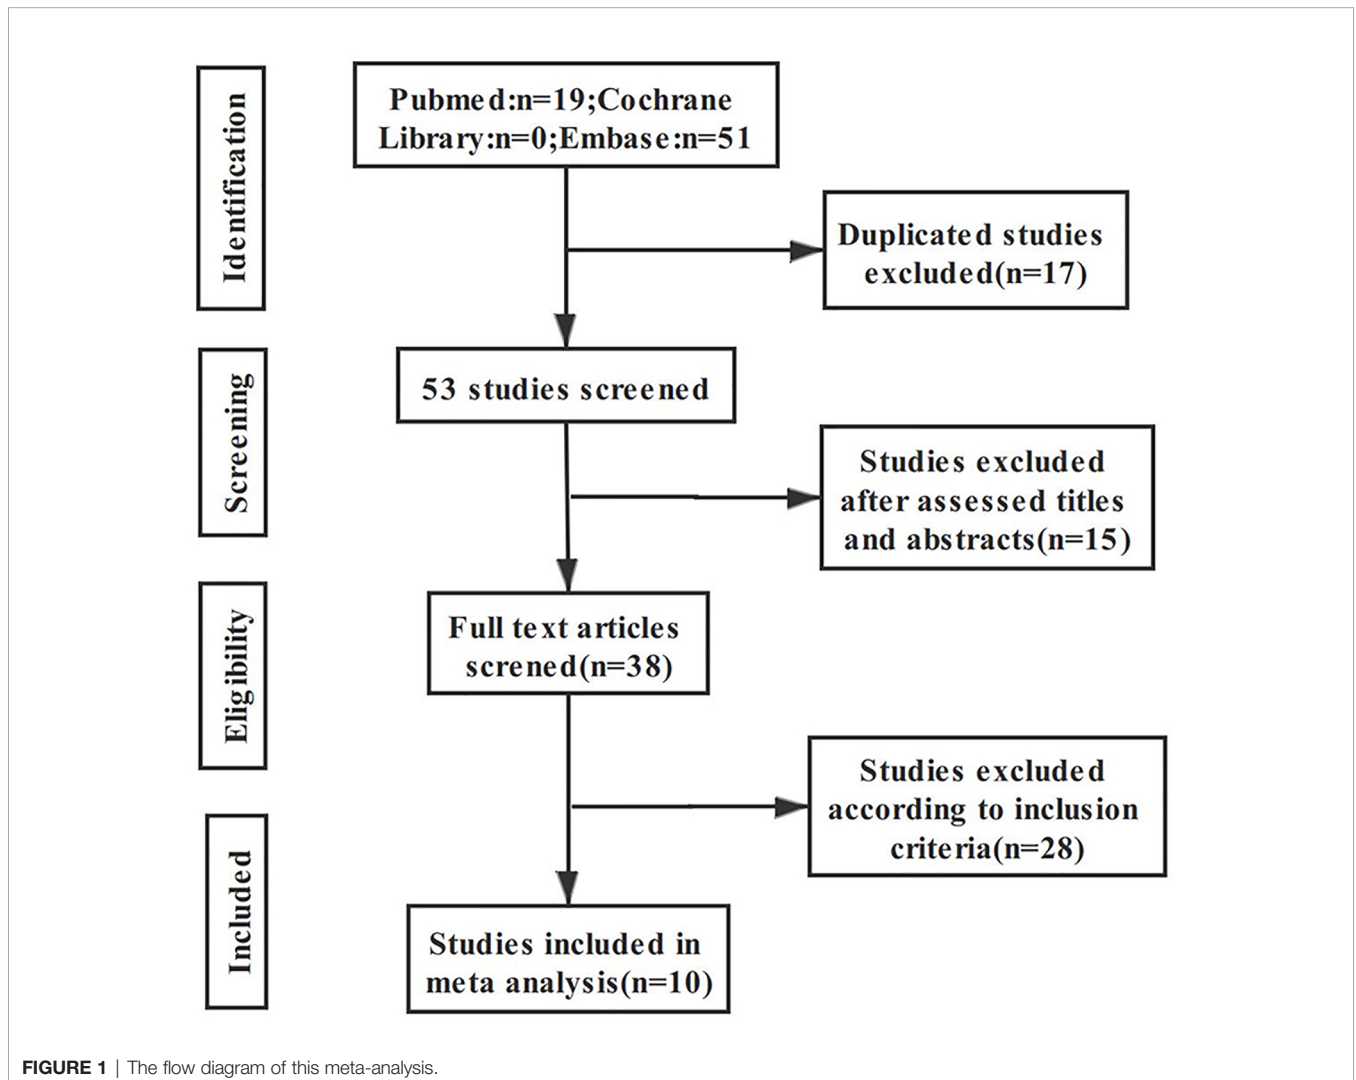 Identification
Pubmed:n=19;Cochrane
Library:n=0;Embase:n=51
Duplicated studies
excluded(n=17)
Screening
53 studies screened
Studies excluded
after assessed titles
and abstracts(n=15)
Eligibility
Full text articles
screned(n=38)
Studies excluded
according to inclusion
criteria(n=28)
Included
Studies included in
meta analysis(n=10)
FIGURE 1 | The flow diagram of this meta-analysis.